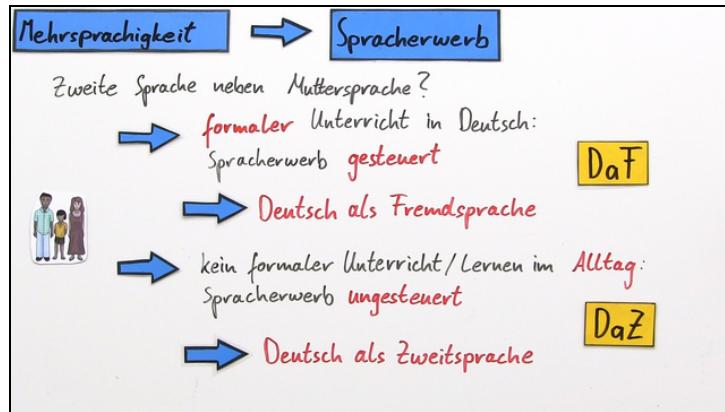 Mehrsprachigkeit Spracherwerb
Zweite Sprache neben Muttersprache?
formaler Unterricht in Deutsch:
Spracherwerb gesteuert
DaF
Deutsch als Fremdsprache
kein formaler Unterricht/Lernen im Alltag:
Spracherwerb ungesteuert
DaZ
Deutsch als Zweitsprache